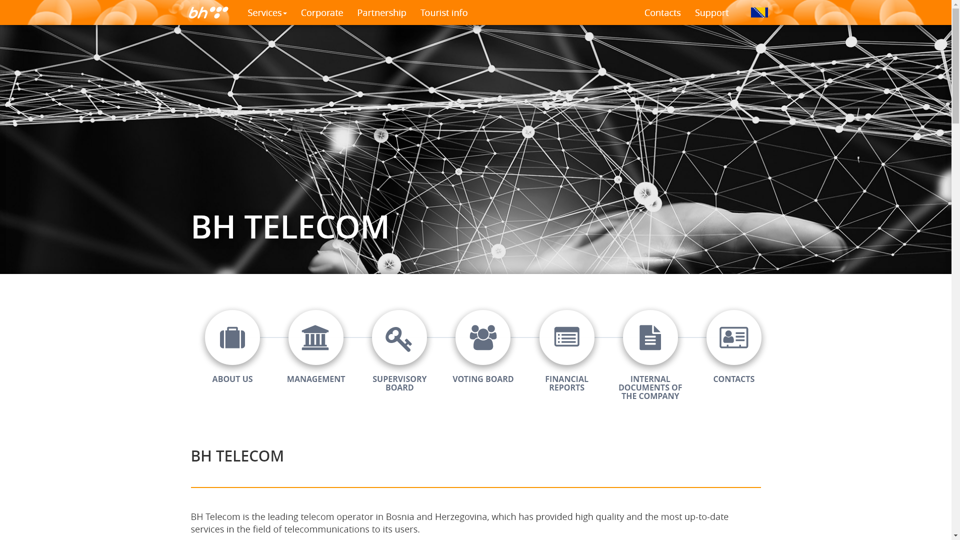 bh Services Corporate Partnership Tourist info Contacts Support
BH TELECOM
ABOUT US
MANAGEMENT
SUPERVISORY
BOARD
VOTING BOARD
FINANCIAL
REPORTS
INTERNAL
DOCUMENTS OF
THE COMPANY
CONTACTS
BH TELECOM
BH Telecom is the leading telecom operator in Bosnia and Herzegovina, which has provided high quality and the most up-to-date
services in the field of telecommunications to its users.